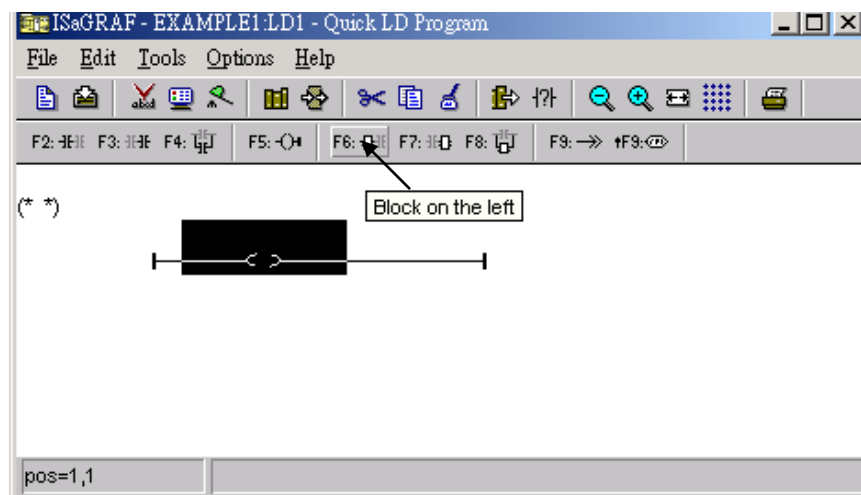 ISaGRAF - EXAMPLE1:LD1 - Quick LD Program
File Edit Tools Options Help
abcd
F2: F3: F4: F5: F6: F7: F8: F9: F9:
Block on the left
(* *)
pos=1,1